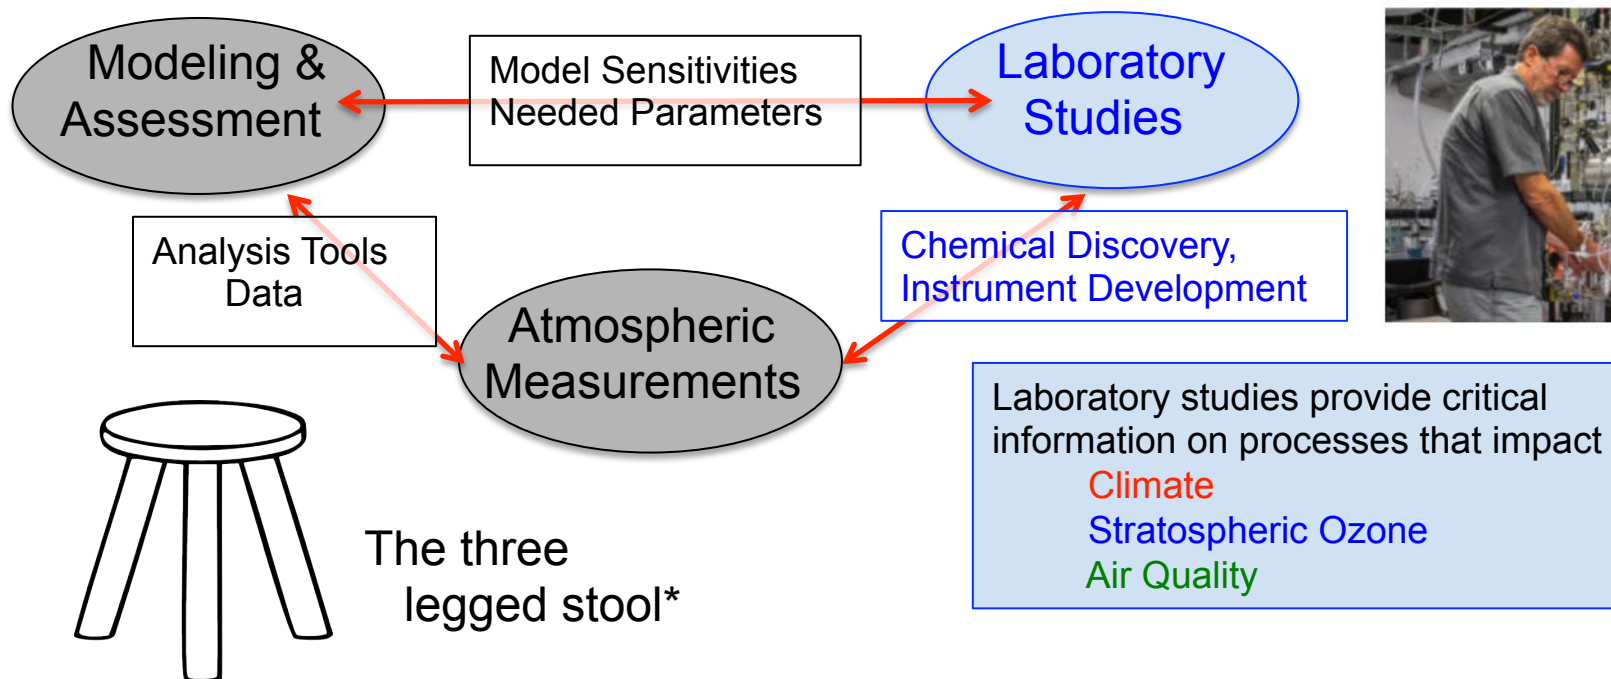 Modeling &
Assessment
Model Sensitivities
Needed Parameters
Laboratory
Studies
Analysis Tools
Data
Chemical Discovery,
Instrument Development
Atmospheric
Measurements
Laboratory studies provide critical
information on processes that impact
Climate
Stratospheric Ozone
Air Quality
The three
legged stool*